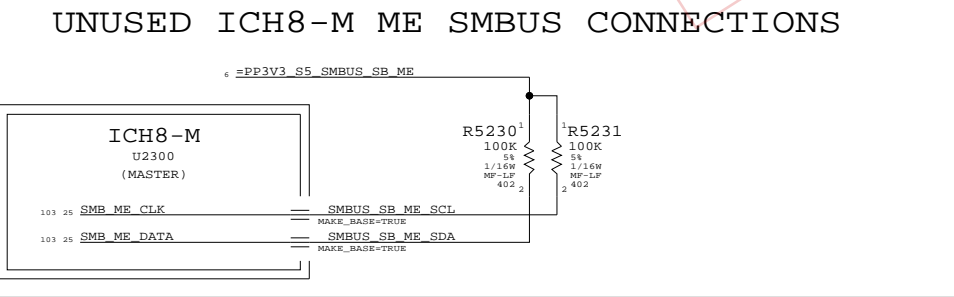 UNUSED ICH8-M ME SMBUS CONNECTIONS
6 =PP3V3_S5_SMBUS_SB_ME
ICH8-M
U2300
(MASTER)
R5230 1
100K
5%
1/16W
MF-LF
402 2
1 R5231
100K
5%
1/16W
MF-LF
2 402
103 25 SMB_ME_CLK
SMBUS_SB_ME_SCL
MAKE_BASE=TRUE
103 25 SMB_ME_DATA
SMBUS_SB_ME_SDA
MAKE_BASE=TRUE